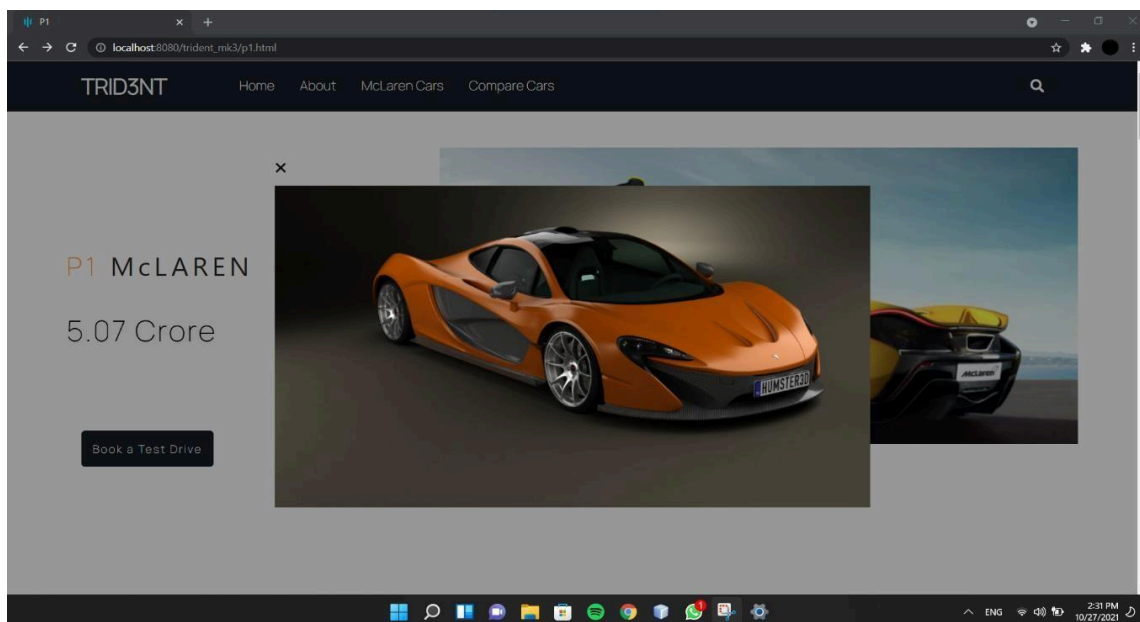 P1
localhost:8080/trident_mk3/p1.html
TRID3NT Home About McLaren Cars Compare Cars
P1 McLAREN
5.07 Crore
Book a Test Drive
HUMSTER3D
McLaren
1
ENG
2:31 PM
10/27/2021